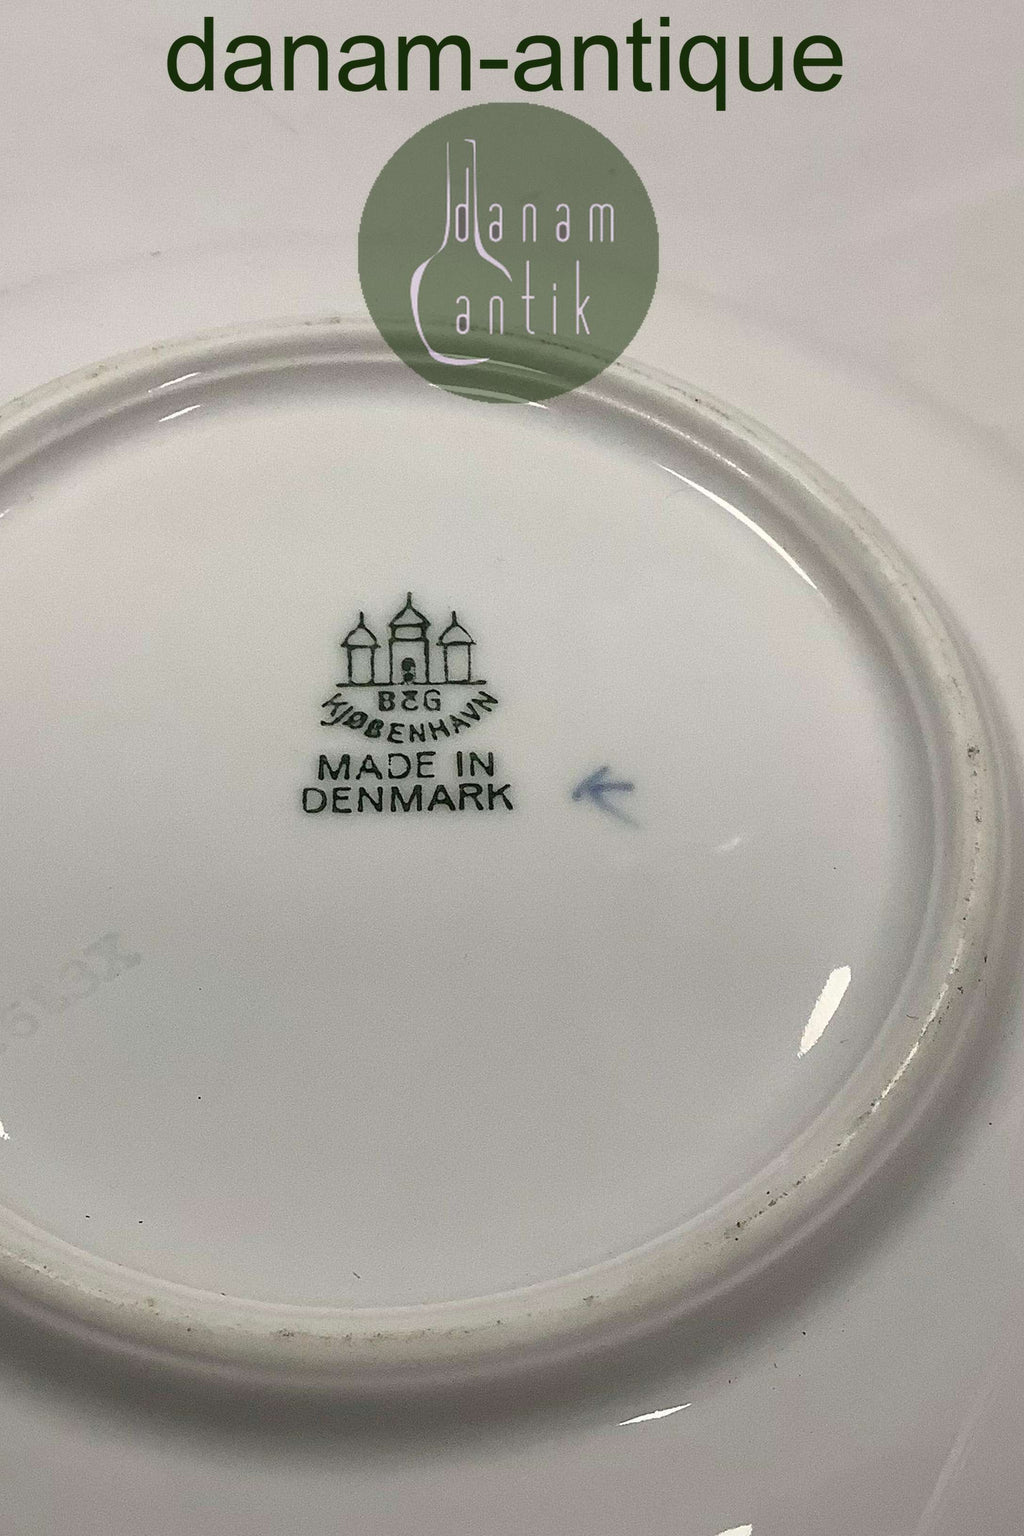 danam-antique
danam
antik
B&G
KJØBENHAVN
MADE IN
DENMARK